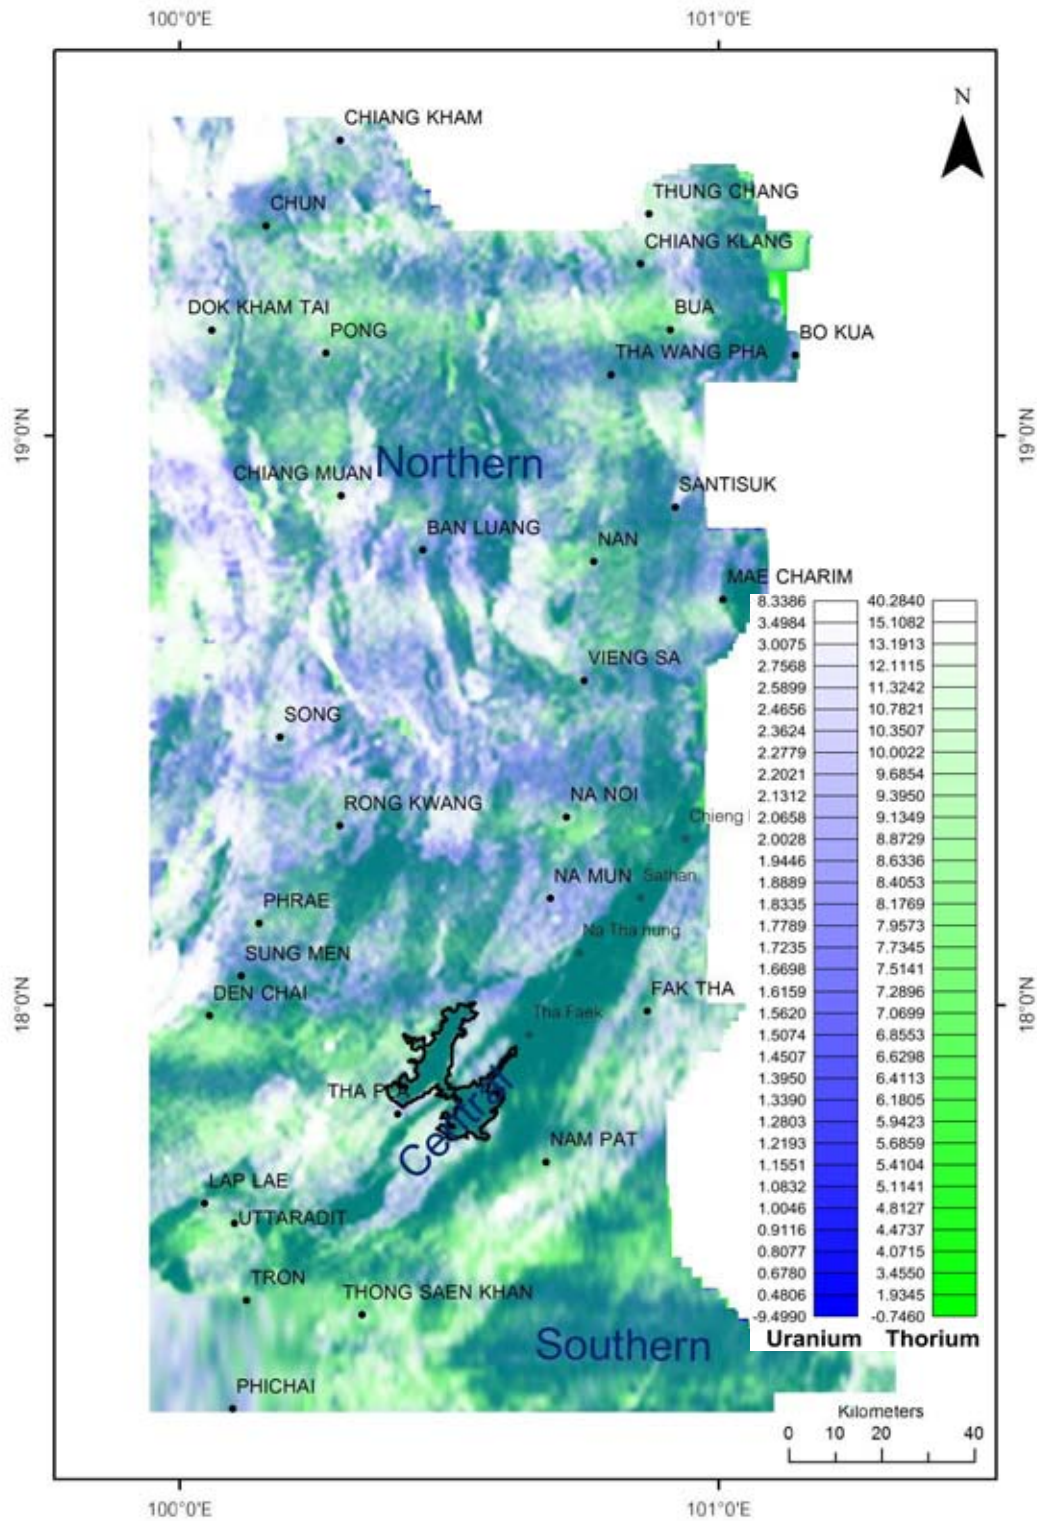 100°0'E 101°0'E
N
CHIANG KHAM
THUNG CHANG
CHUN
CHIANG KLANG
DOK KHAM TAI
BUA
PONG
BO KUA
THA WANG PHA
19°0'N 19°0'N
Northern
CHIANG MUAN
SANTISUK
BAN LUANG
NAN
MAE CHARIM
8.3386 40.2840
3.4984 15.1082
3.0075 13.1913
2.7568 12.1115
2.5899 11.3242
2.4656 10.7821
2.3624 10.3507
2.2779 10.0022
2.2021 9.6854
2.1312 9.3950
2.0658 9.1349
2.0028 8.8729
1.9446 8.6336
1.8889 8.4053
1.8335 8.1769
1.7789 7.9573
1.7235 7.7345
1.6698 7.5141
1.6159 7.2896
1.5620 7.0699
1.5074 6.8553
1.4507 6.6298
1.3950 6.4113
1.3390 6.1805
1.2803 5.9423
1.2193 5.6859
1.1551 5.4104
1.0832 5.1141
1.0046 4.8127
0.9116 4.4737
0.8077 4.0715
0.6780 3.4550
0.4806 1.9345
-9.4990 -0.7460
Uranium Thorium
VIENG SA
SONG
NA NOI
RONG KWANG
Chieng
NA MUN
Sathan
PHRAE
Na Tha nung
SUNG MEN
DEN CHAI
FAK THA
18°0'N 18°0'N
Tha Faek
THA P
Central
NAM PAT
LAP LAE
UTTARADIT
TRON
THONG SAEN KHAN
Southern
PHICHAI
Kilometers
0 10 20 40
100°0'E 101°0'E